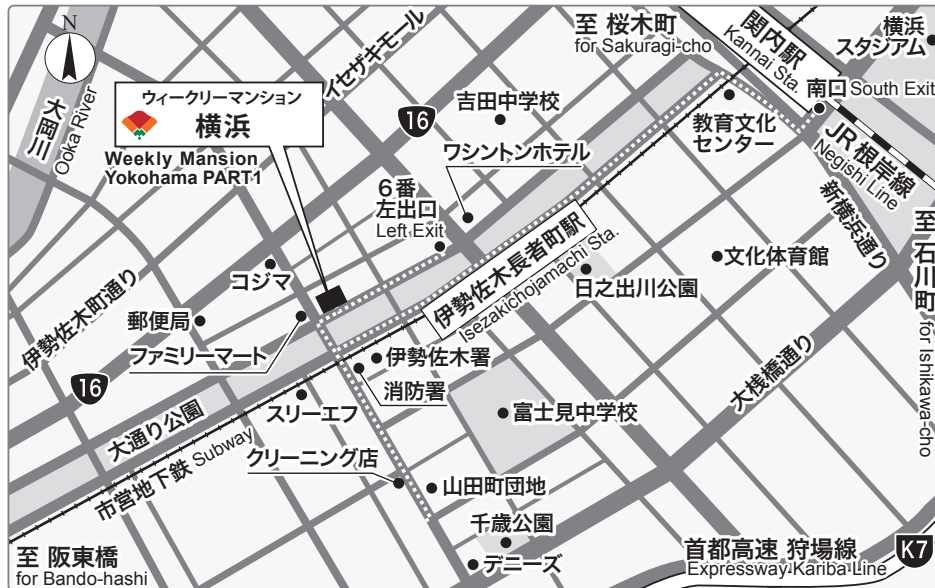 N
大岡川
Ooka River
ウィークリーマンション
横浜
Weekly Mansion
Yokohama PART1
イセザキモール
16
吉田中学校
ワシントンホテル
6番
左出口
Left Exit
至 桜木町
for Sakuragi-cho
関内駅
Kannai Sta.
横浜
スタジアム
南口 South Exit
教育文化
センター
JR 根岸線
Negishi Line
新横浜通り
至 石川町
for Ishikawa-cho
伊勢佐木長者町駅
Isezakichojamachi Sta.
文化体育館
日之出川公園
コジマ
伊勢佐木町通り
郵便局
ファミリーマート
16
伊勢佐木署
消防署
スリーエフ
大通り公園
市営地下鉄 Subway
富士見中学校
大桟橋通り
クリーニング店
山田町団地
千歳公園
デニーズ
至 阪東橋
for Bando-hashi
首都高速 狩場線
Expressway Kariba Line
K7